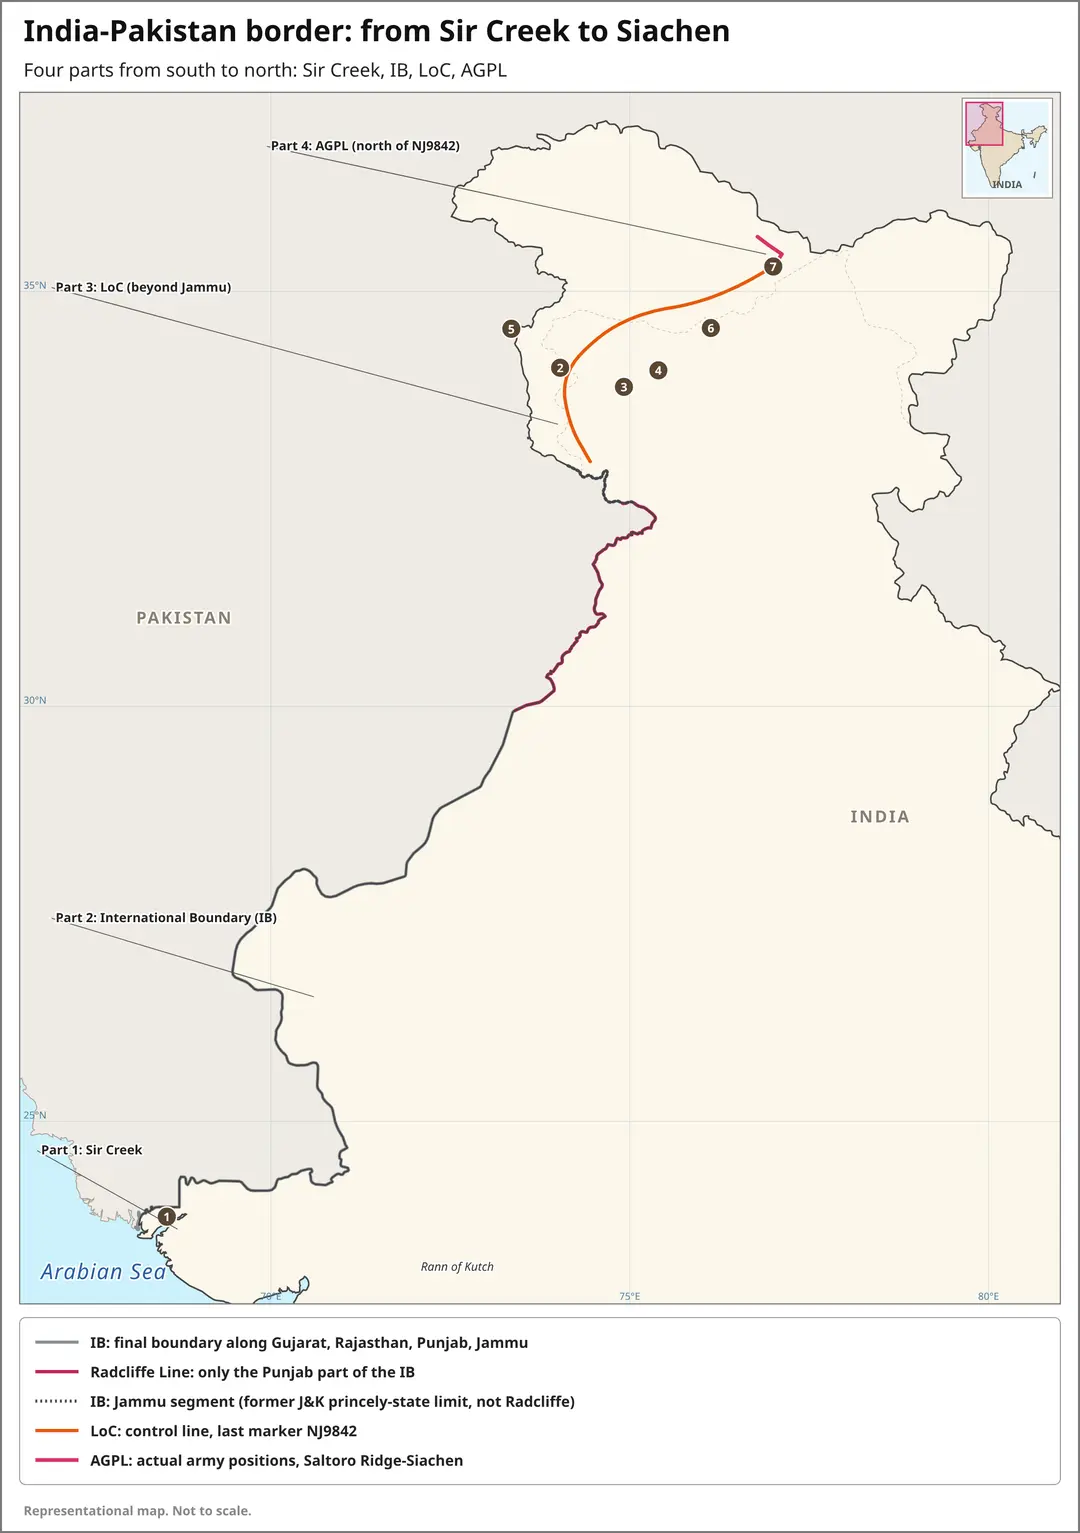 India-Pakistan border: from Sir Creek to Siachen
Four parts from south to north: Sir Creek, IB, LoC, AGPL
INDIA
Part 4: AGPL (north of NJ9842)
7
35°N
Part 3: LoC (beyond Jammu)
5
6
2
4
3
PAKISTAN
30°N
INDIA
Part 2: International Boundary (IB)
25°N
Part 1: Sir Creek
1
Arabian Sea
Rann of Kutch
70°E
75°E
80°E
IB: final boundary along Gujarat, Rajasthan, Punjab, Jammu
Radcliffe Line: only the Punjab part of the IB
IB: Jammu segment (former J&K princely-state limit, not Radcliffe)
LoC: control line, last marker NJ9842
AGPL: actual army positions, Saltoro Ridge-Siachen
Representational map. Not to scale.